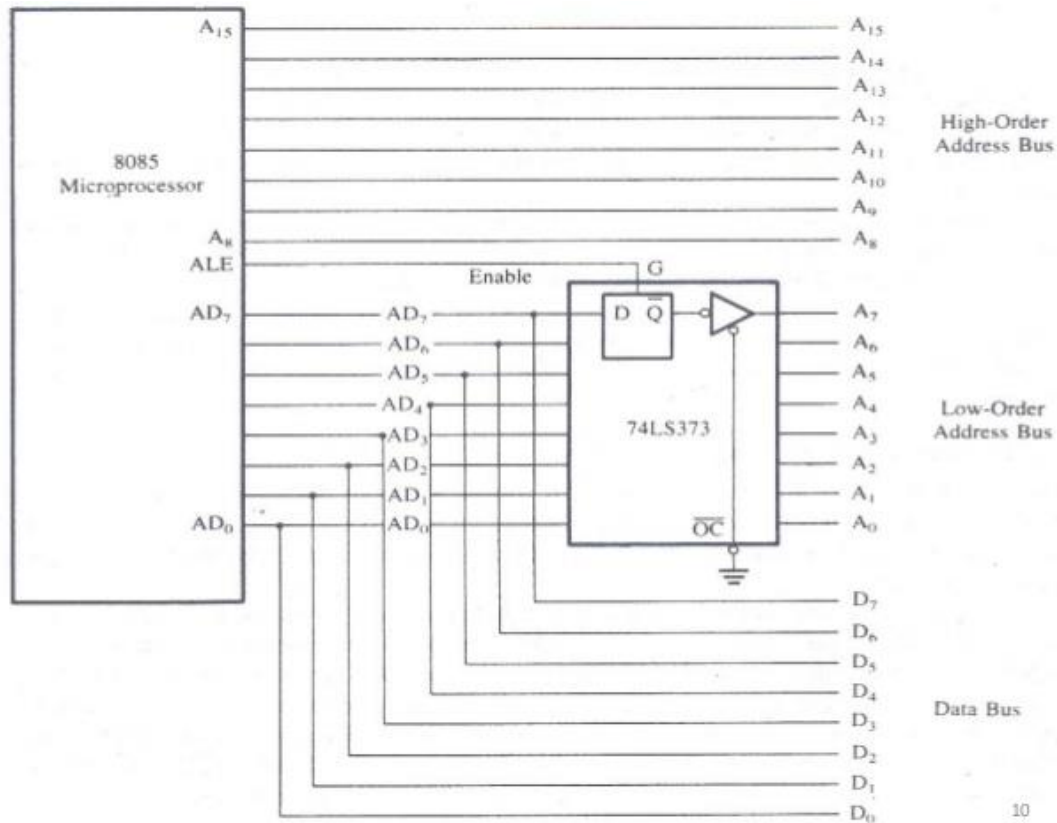 A15
A15
A14
A13
A12
High-Order
Address Bus
A11
8085
Microprocessor
A10
A9
A8
A8
ALE
Enable
G
AD7
AD7
D
Q̅
A7
AD6
A6
AD5
A5
AD4
74LS373
A4
Low-Order
Address Bus
AD3
A3
AD2
A2
AD1
A1
AD0
AD0
O̅C̅
A0
D7
D6
D5
D4
Data Bus
D3
D2
D1
D0
10